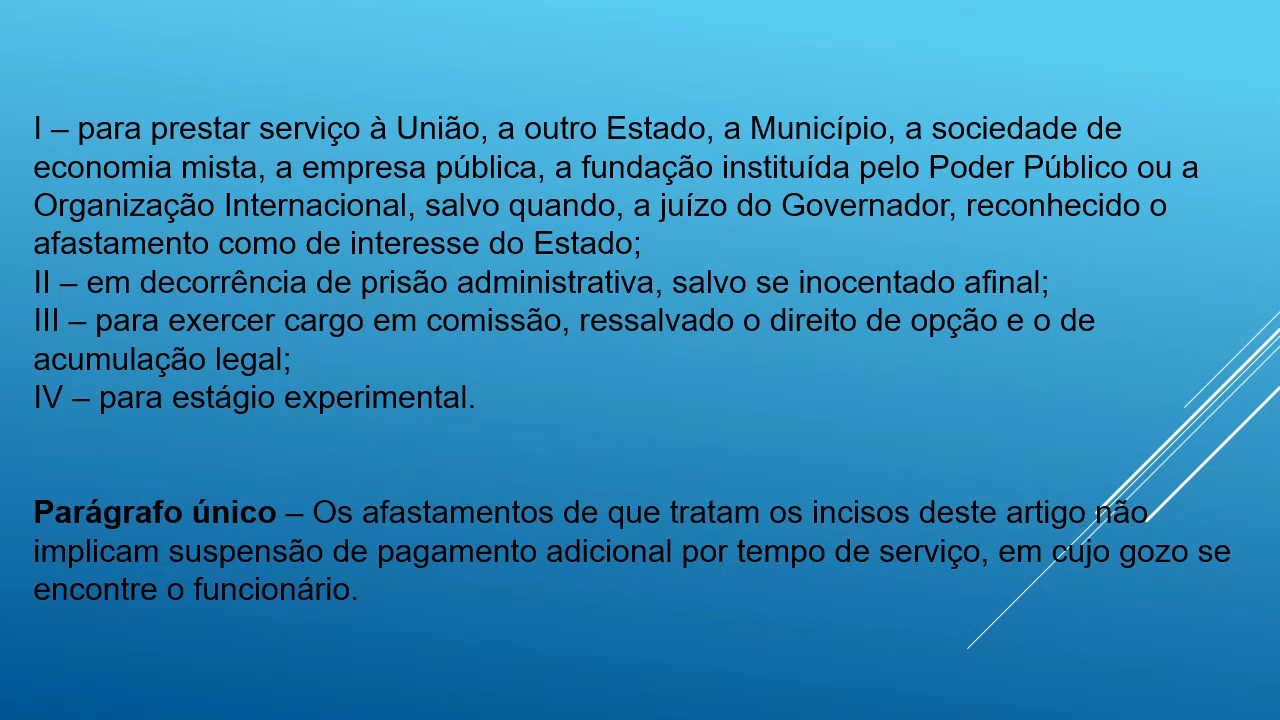 I – para prestar serviço à União, a outro Estado, a Município, a sociedade de
economia mista, a empresa pública, a fundação instituída pelo Poder Público ou a
Organização Internacional, salvo quando, a juízo do Governador, reconhecido o
afastamento como de interesse do Estado;
II – em decorrência de prisão administrativa, salvo se inocentado afinal;
III – para exercer cargo em comissão, ressalvado o direito de opção e o de
acumulação legal;
IV – para estágio experimental.
Parágrafo único – Os afastamentos de que tratam os incisos deste artigo não
implicam suspensão de pagamento adicional por tempo de serviço, em cujo gozo se
encontre o funcionário.